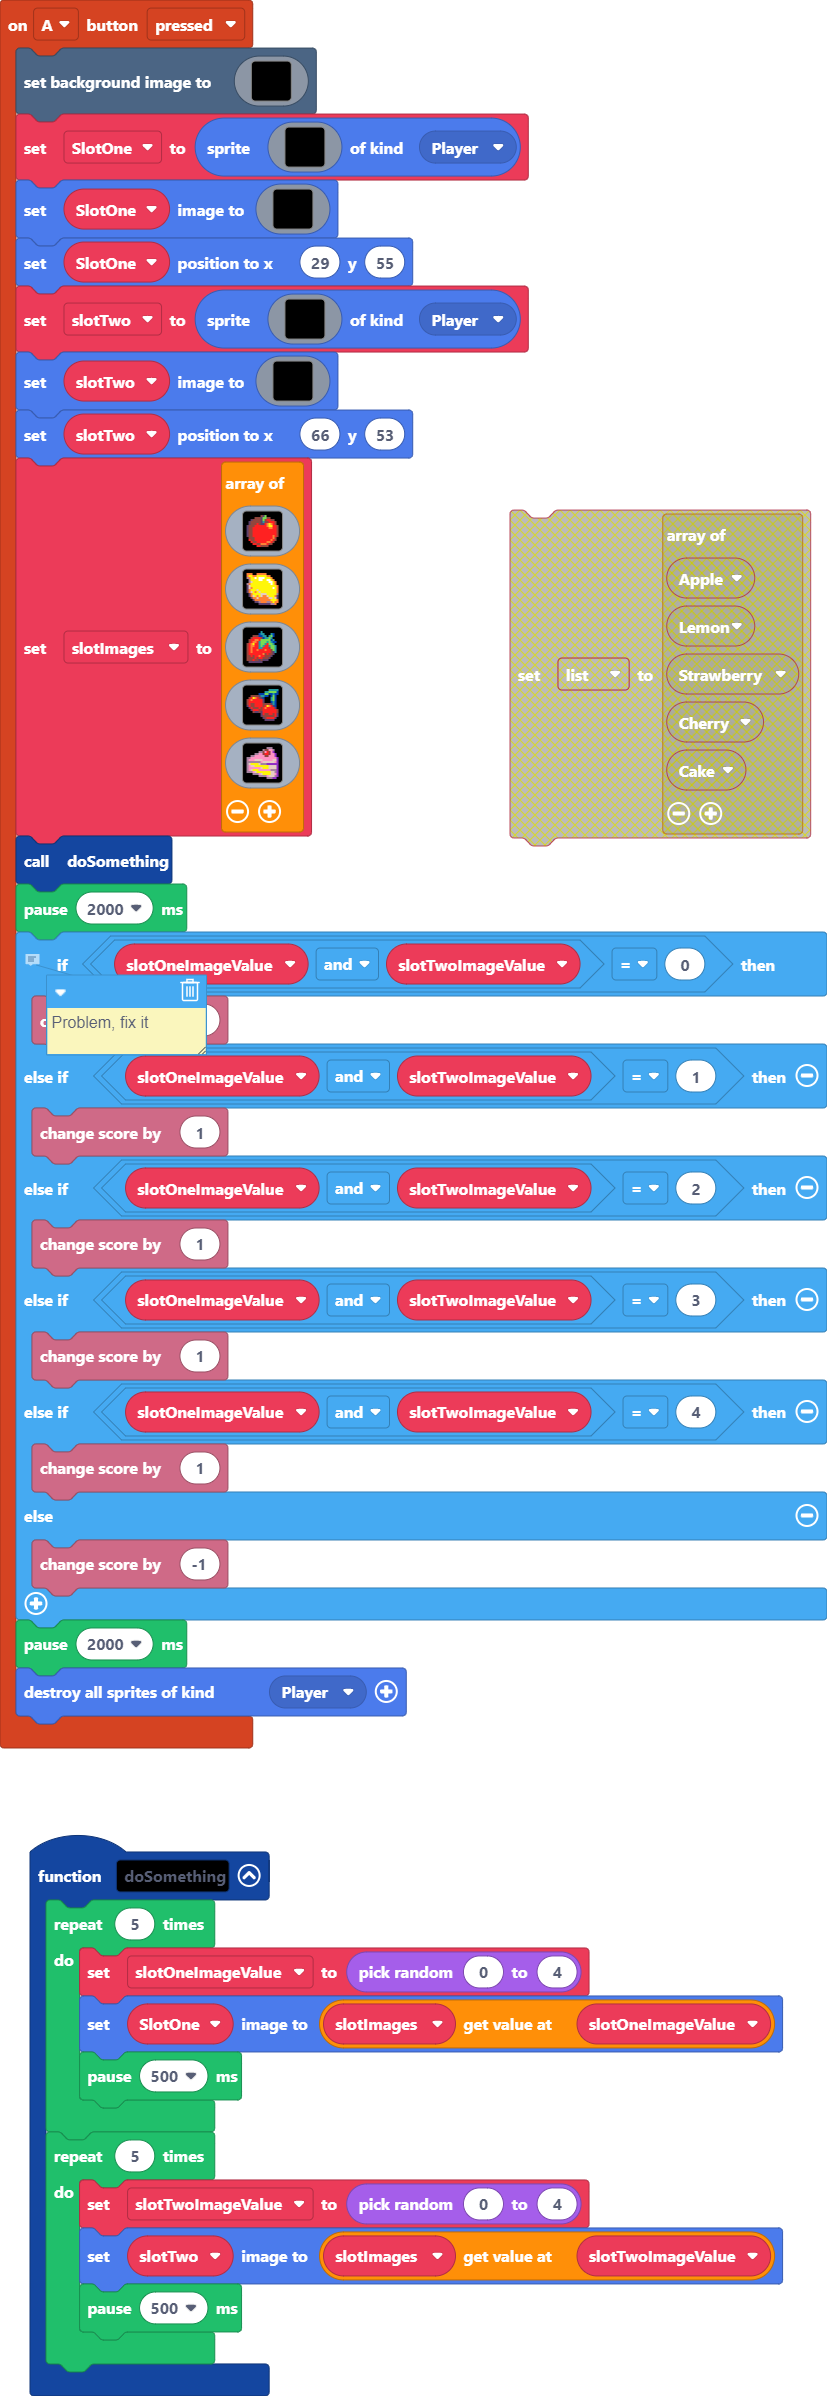 on A button pressed
set background image to
set SlotOne to sprite of kind Player
set SlotOne image to
set SlotOne position to x 29 y 55
set slotTwo to sprite of kind Player
set slotTwo image to
set slotTwo position to x 66 y 53
array of
set slotImages to
array of
Apple
Lemon
set list to Strawberry
Cherry
Cake
call doSomething
pause 2000 ms
if slotOneImageValue and slotTwoImageValue = 0 then
Problem, fix it
else if slotOneImageValue and slotTwoImageValue = 1 then
change score by 1
else if slotOneImageValue and slotTwoImageValue = 2 then
change score by 1
else if slotOneImageValue and slotTwoImageValue = 3 then
change score by 1
else if slotOneImageValue and slotTwoImageValue = 4 then
change score by 1
else
change score by -1
pause 2000 ms
destroy all sprites of kind Player
function doSomething
repeat 5 times
do
set slotOneImageValue to pick random 0 to 4
set SlotOne image to slotImages get value at slotOneImageValue
pause 500 ms
repeat 5 times
do
set slotTwoImageValue to pick random 0 to 4
set slotTwo image to slotImages get value at slotTwoImageValue
pause 500 ms